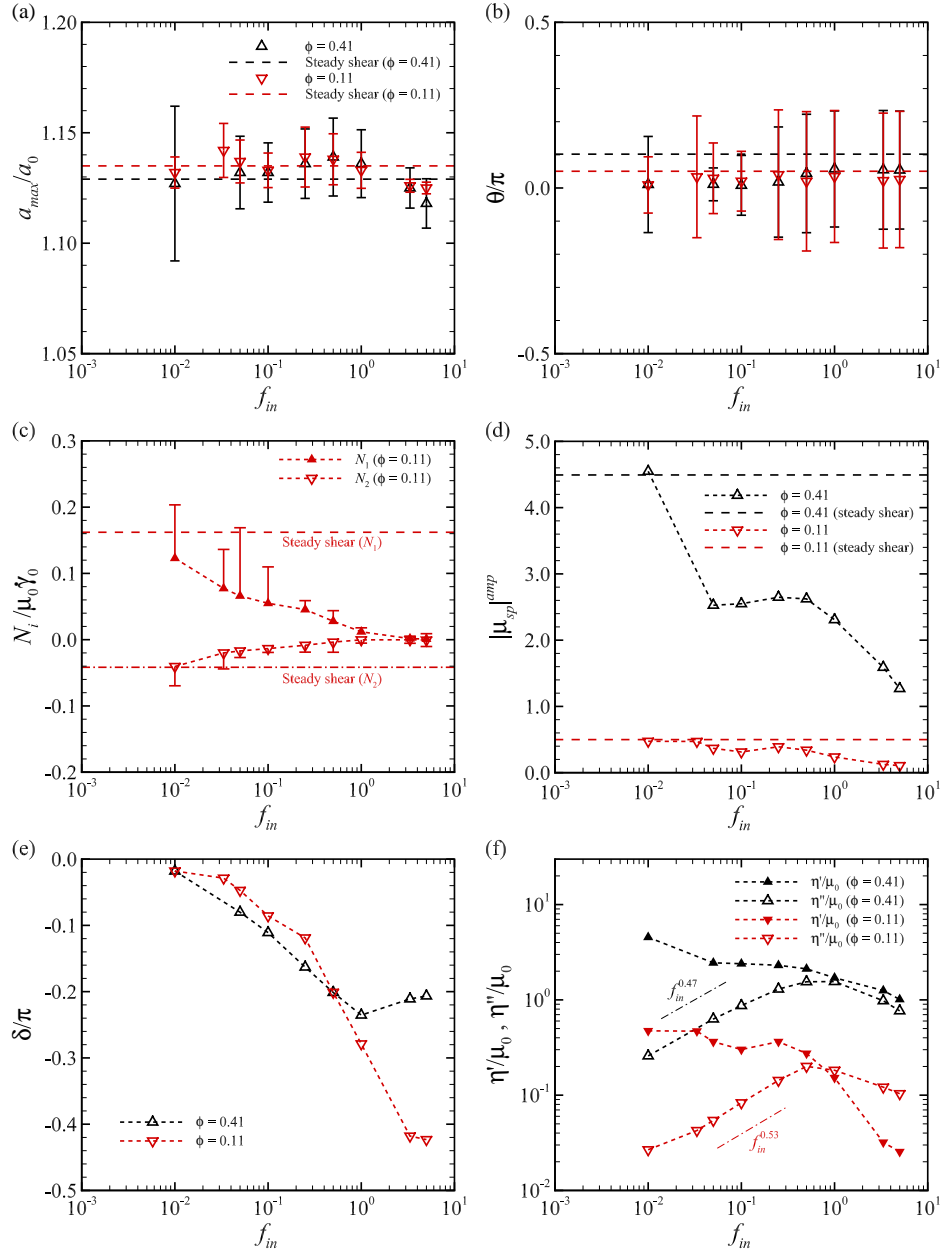 (a)
1.20
1.15
1.10
1.05
a_max/a_0
ϕ = 0.41
Steady shear (ϕ = 0.41)
ϕ = 0.11
Steady shear (ϕ = 0.11)
10^-3 10^-2 10^-1 10^0 10^1
f_in
(b)
0.5
0.0
-0.5
θ/π
10^-3 10^-2 10^-1 10^0 10^1
f_in
(c)
0.3
0.2
0.1
0.0
-0.1
-0.2
N_i/μ_0γ̇_0
N_1 (ϕ = 0.11)
N_2 (ϕ = 0.11)
Steady shear (N_1)
Steady shear (N_2)
10^-3 10^-2 10^-1 10^0 10^1
f_in
(d)
5.0
4.5
3.6
2.7
1.8
0.9
0.0
|μ_sp|^amp
ϕ = 0.41
ϕ = 0.41 (steady shear)
ϕ = 0.11
ϕ = 0.11 (steady shear)
10^-3 10^-2 10^-1 10^0 10^1
f_in
(e)
0.0
-0.1
-0.2
-0.3
-0.4
-0.5
δ/π
ϕ = 0.41
ϕ = 0.11
10^-3 10^-2 10^-1 10^0 10^1
f_in
(f)
10^1
10^0
10^-1
10^-2
η'/μ_0 , η''/μ_0
η'/μ_0 (ϕ = 0.41)
η''/μ_0 (ϕ = 0.41)
η'/μ_0 (ϕ = 0.11)
η''/μ_0 (ϕ = 0.11)
f_in^0.47
f_in^0.53
10^-3 10^-2 10^-1 10^0 10^1
f_in